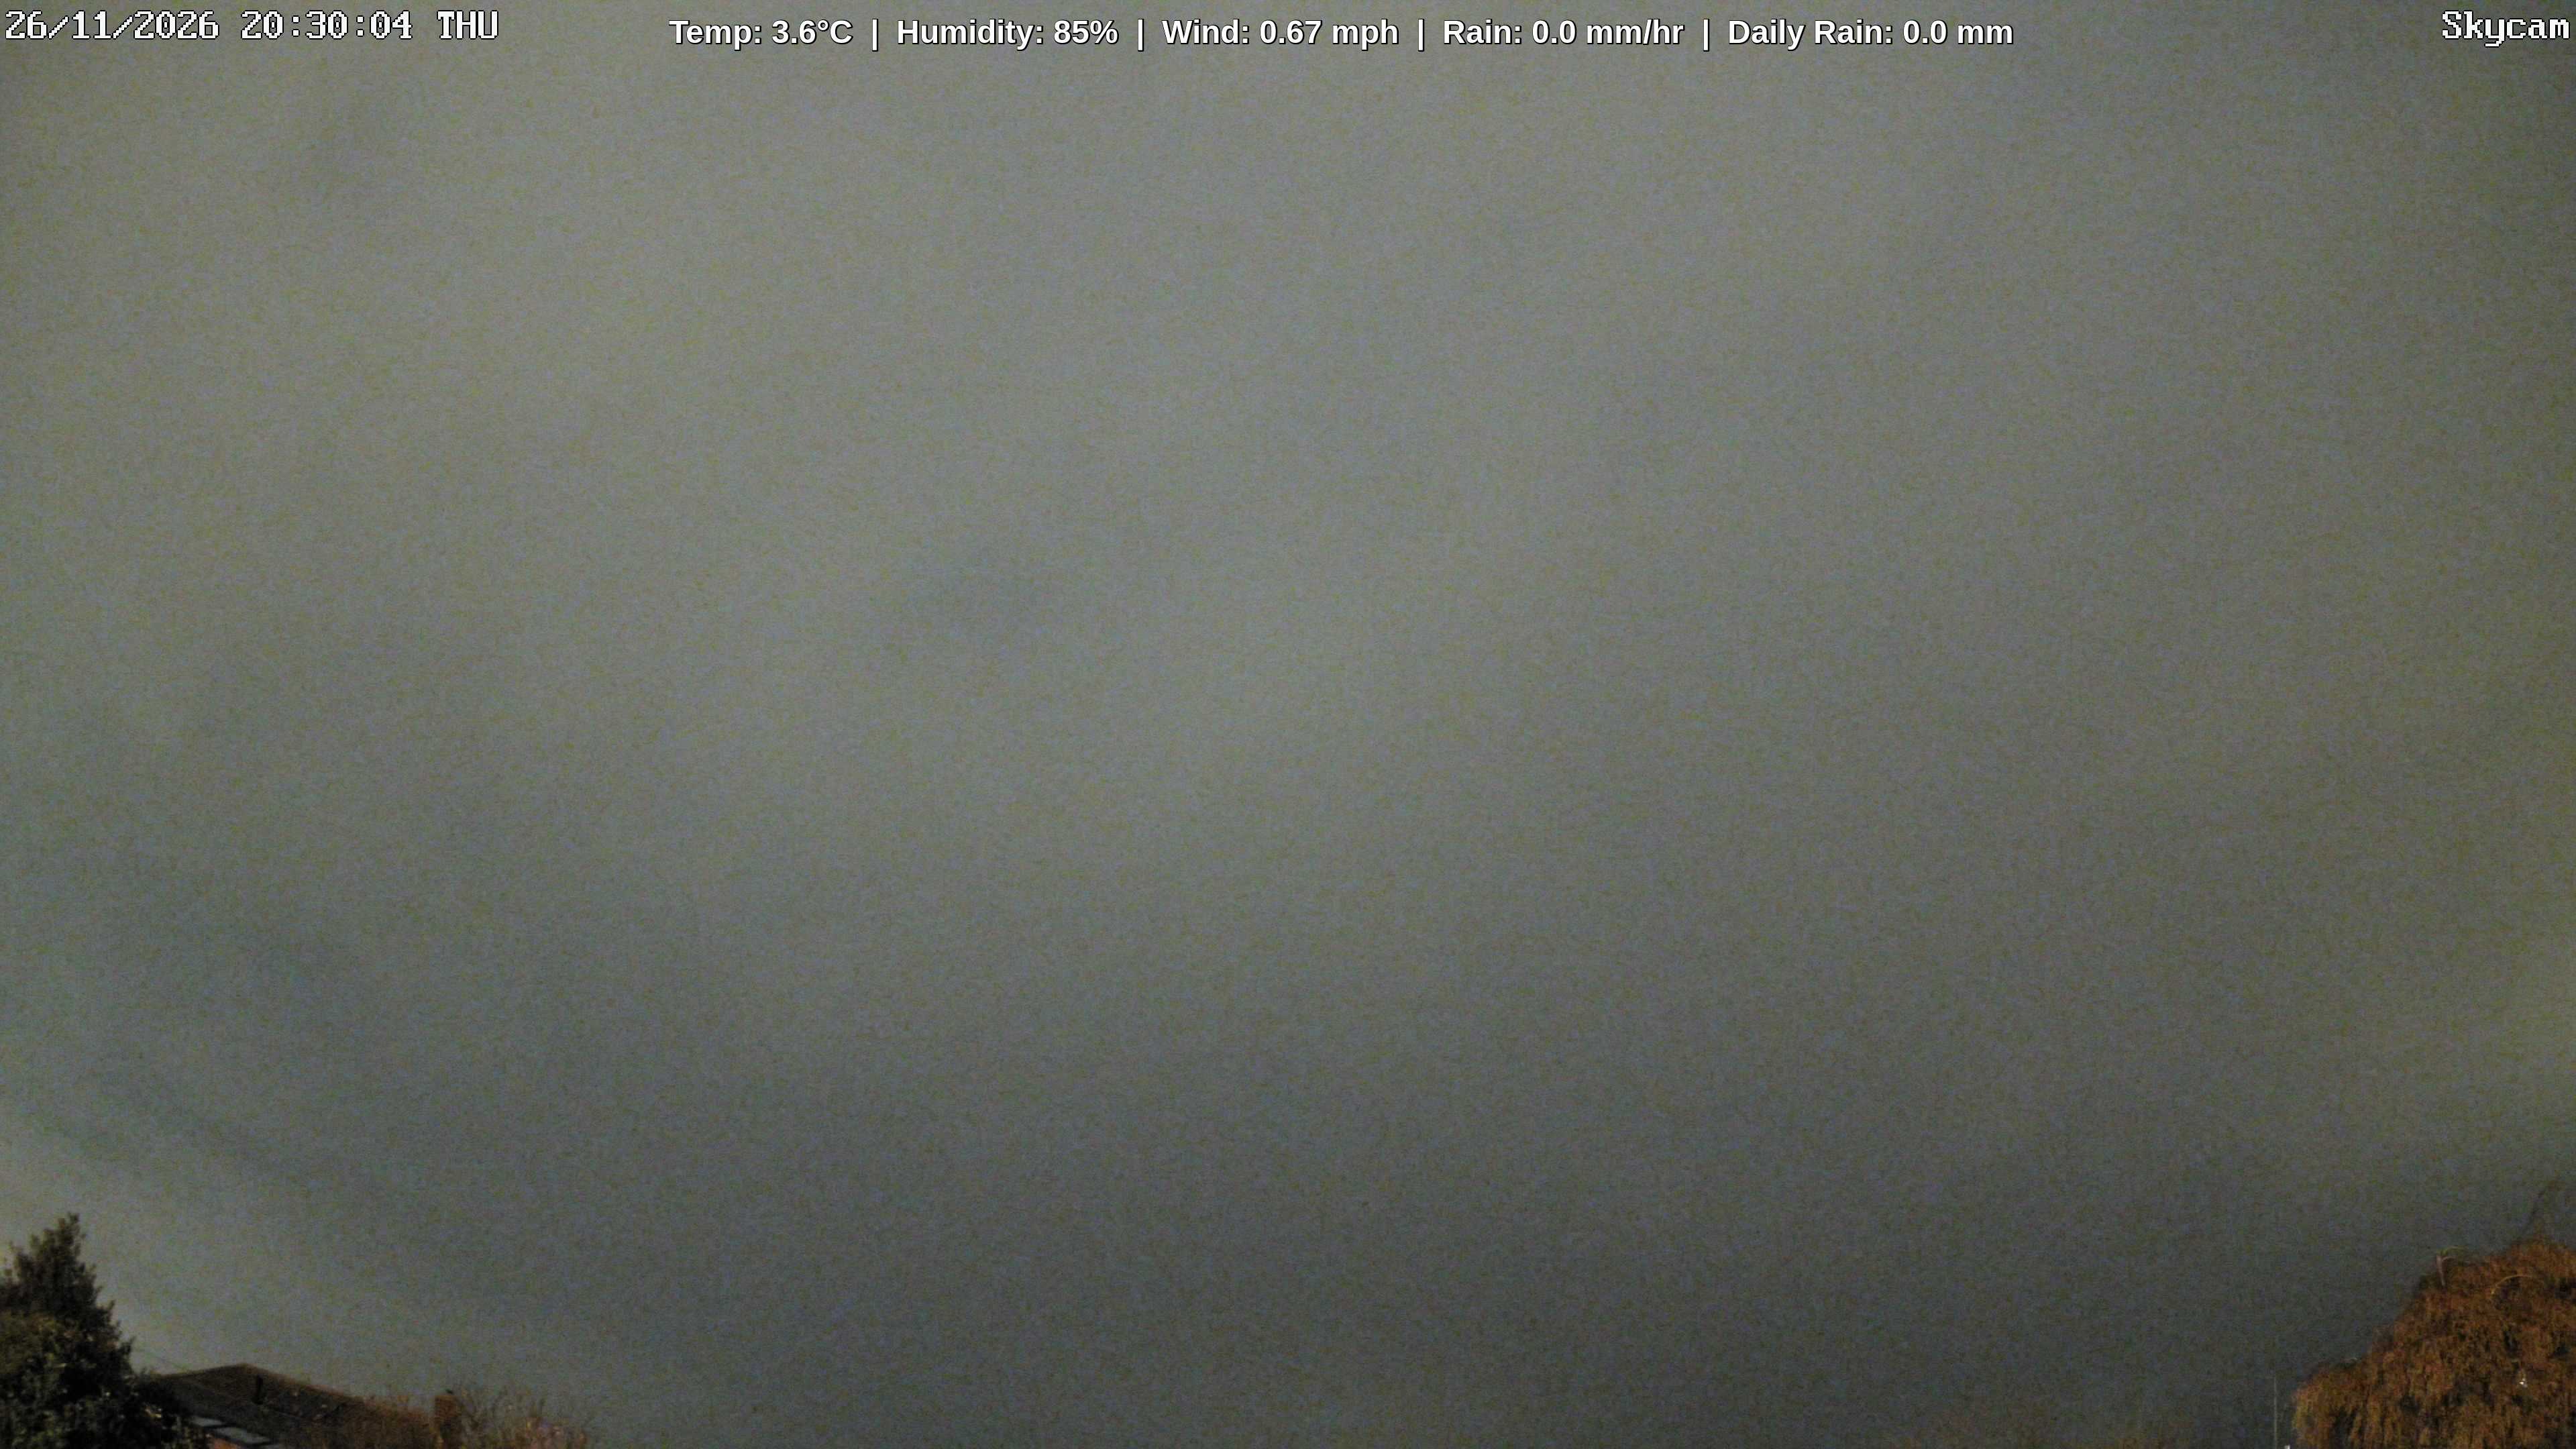 26/11/2026 20:30:04 THU
Temp: 3.6°C | Humidity: 85% | Wind: 0.67 mph | Rain: 0.0 mm/hr | Daily Rain: 0.0 mm
Skycam